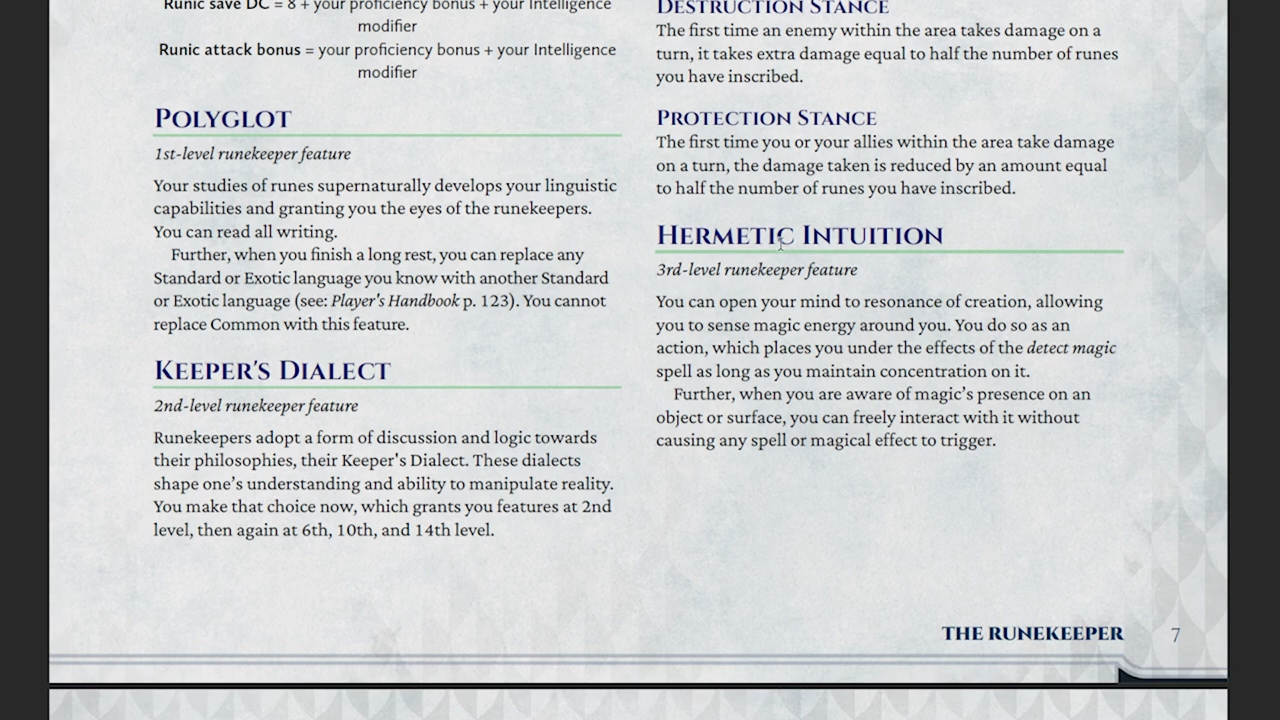 Runic save DC = 8 + your proficiency bonus + your Intelligence
modifier
Runic attack bonus = your proficiency bonus + your Intelligence
modifier
POLYGLOT
1st-level runekeeper feature
Your studies of runes supernaturally develops your linguistic
capabilities and granting you the eyes of the runekeepers.
You can read all writing.
Further, when you finish a long rest, you can replace any
Standard or Exotic language you know with another Standard
or Exotic language (see: Player's Handbook p. 123). You cannot
replace Common with this feature.
KEEPER'S DIALECT
2nd-level runekeeper feature
Runekeepers adopt a form of discussion and logic towards
their philosophies, their Keeper's Dialect. These dialects
shape one’s understanding and ability to manipulate reality.
You make that choice now, which grants you features at 2nd
level, then again at 6th, 10th, and 14th level.
DESTRUCTION STANCE
The first time an enemy within the area takes damage on a
turn, it takes extra damage equal to half the number of runes
you have inscribed.
PROTECTION STANCE
The first time you or your allies within the area take damage
on a turn, the damage taken is reduced by an amount equal
to half the number of runes you have inscribed.
HERMETIC INTUITION
3rd-level runekeeper feature
You can open your mind to resonance of creation, allowing
you to sense magic energy around you. You do so as an
action, which places you under the effects of the detect magic
spell as long as you maintain concentration on it.
Further, when you are aware of magic’s presence on an
object or surface, you can freely interact with it without
causing any spell or magical effect to trigger.
THE RUNEKEEPER 7